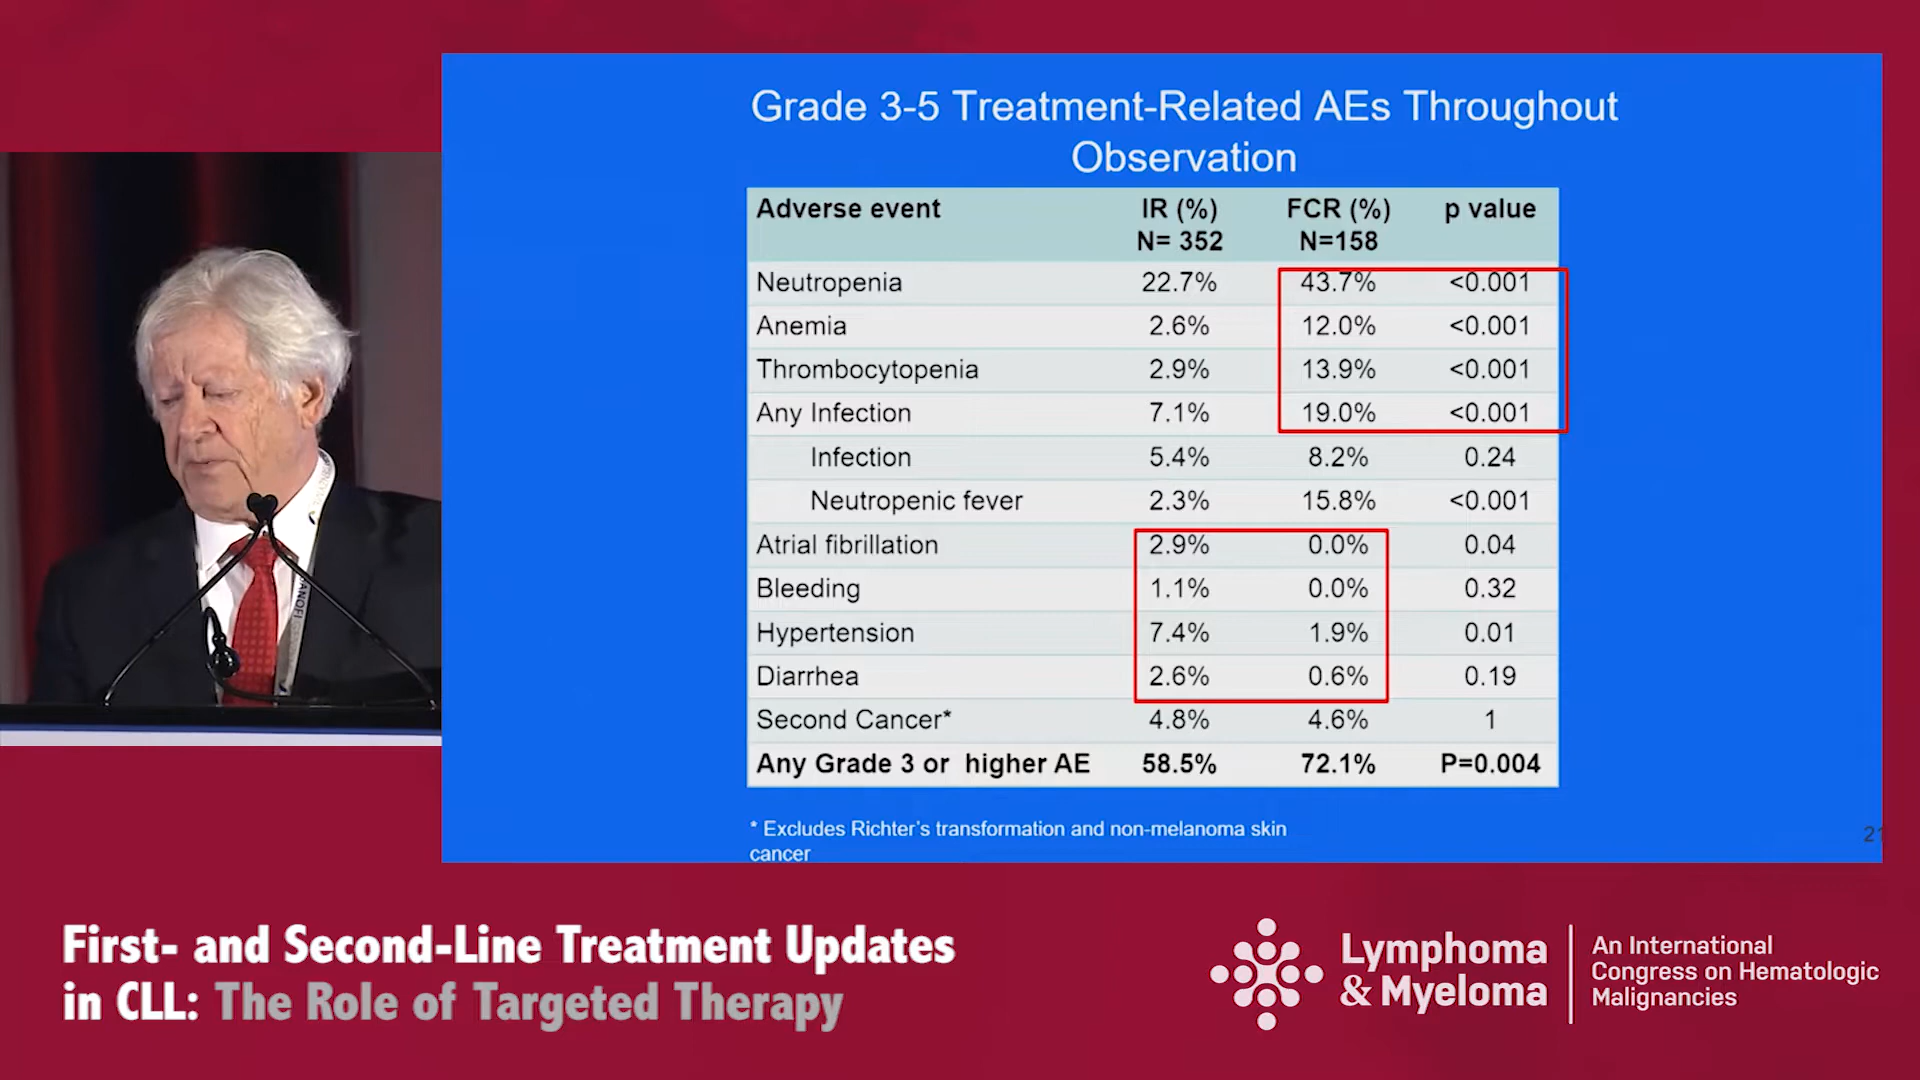 Grade 3-5 Treatment-Related AEs Throughout
Observation
Adverse event IR (%) FCR (%) p value
N= 352 N=158
Neutropenia 22.7% 43.7% <0.001
Anemia 2.6% 12.0% <0.001
Thrombocytopenia 2.9% 13.9% <0.001
Any Infection 7.1% 19.0% <0.001
Infection 5.4% 8.2% 0.24
Neutropenic fever 2.3% 15.8% <0.001
Atrial fibrillation 2.9% 0.0% 0.04
Bleeding 1.1% 0.0% 0.32
Hypertension 7.4% 1.9% 0.01
Diarrhea 2.6% 0.6% 0.19
Second Cancer* 4.8% 4.6% 1
Any Grade 3 or higher AE 58.5% 72.1% P=0.004
* Excludes Richter's transformation and non-melanoma skin
cancer
21
First- and Second-Line Treatment Updates
in CLL: The Role of Targeted Therapy
Lymphoma
& Myeloma
An International
Congress on Hematologic
Malignancies